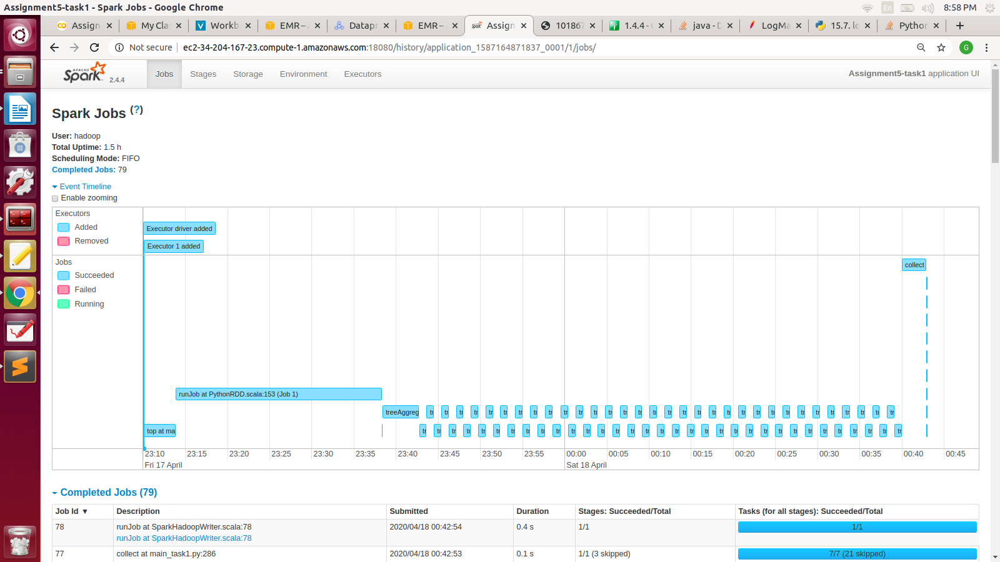 Assignment5-task1 - Spark Jobs - Google Chrome
En
8:58 PM
Assign
My Cla
Workb
EMR – A
Datapr
EMR –
Assign
101867
1.4.4 -
java - D
LogMa
15.7. lo
Python
Not secure
ec2-34-204-167-23.compute-1.amazonaws.com:18080/history/application_1587164871837_0001/1/jobs/
G
APACHE
Spark 2.4.4
Jobs
Stages
Storage
Environment
Executors
Assignment5-task1 application UI
Spark Jobs (?)
User: hadoop
Total Uptime: 1.5 h
Scheduling Mode: FIFO
Completed Jobs: 79
Event Timeline
Enable zooming
Executors
Added
Removed
Executor driver added
Executor 1 added
Jobs
Succeeded
Failed
Running
collect
runJob at PythonRDD.scala:153 (Job 1)
treeAggreg tr tr tr tr tr tr tr tr tr tr tr tr tr tr tr tr tr tr tr tr tr tr tr tr tr tr tr tr tr tr tr tr
top at ma tr tr tr tr tr tr tr tr tr tr tr tr tr tr tr tr tr tr tr tr tr tr tr tr tr tr tr tr tr tr tr tr tr
23:10 23:15 23:20 23:25 23:30 23:35 23:40 23:45 23:50 23:55 00:00 00:05 00:10 00:15 00:20 00:25 00:30 00:35 00:40 00:45
Fri 17 April
Sat 18 April
Completed Jobs (79)
Job Id ▼ Description Submitted Duration Stages: Succeeded/Total Tasks (for all stages): Succeeded/Total
78 runJob at SparkHadoopWriter.scala:78 2020/04/18 00:42:54 0.4 s 1/1 1/1
runJob at SparkHadoopWriter.scala:78
77 collect at main_task1.py:286 2020/04/18 00:42:53 0.1 s 1/1 (3 skipped) 7/7 (21 skipped)